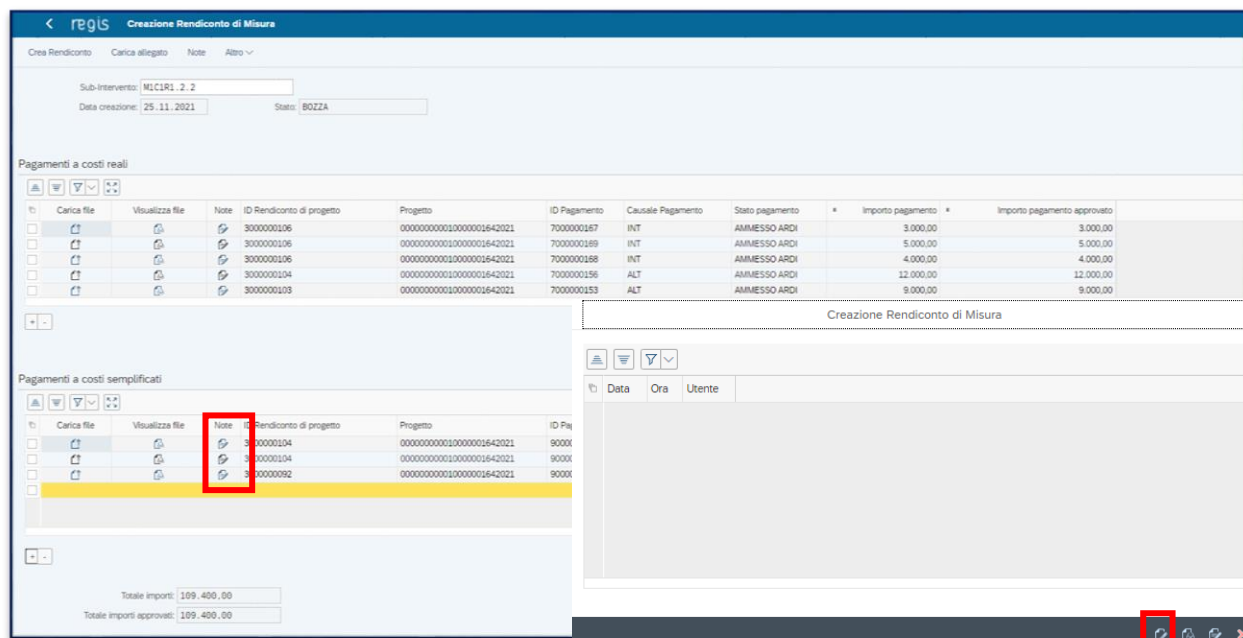 regis Creazione Rendiconto di Misura
Crea Rendiconto Carica allegato Note Altro
Sub-Intervento: M1C1R1.2.2
Data creazione: 25.11.2021 Stato: BOZZA
Pagamenti a costi reali
Carica file Visualizza file Note ID Rendiconto di progetto Progetto ID Pagamento Causale Pagamento Stato pagamento * Importo pagamento * Importo pagamento approvato
3000000106 000000000010000001642021 7000000167 INT AMMESSO ARDI 3.000,00 3.000,00
3000000106 000000000010000001642021 7000000169 INT AMMESSO ARDI 5.000,00 5.000,00
3000000106 000000000010000001642021 7000000168 INT AMMESSO ARDI 4.000,00 4.000,00
3000000104 000000000010000001642021 7000000156 ALT AMMESSO ARDI 12.000,00 12.000,00
3000000103 000000000010000001642021 7000000153 ALT AMMESSO ARDI 9.000,00 9.000,00
+ -
Creazione Rendiconto di Misura
Data Ora Utente
Pagamenti a costi semplificati
Carica file Visualizza file Note ID Rendiconto di progetto Progetto ID Pa
3000000104 000000000010000001642021 9000
3000000104 000000000010000001642021 9000
3000000092 000000000010000001642021 9000
+ -
Totale importi: 109.400,00
Totale importi approvati: 109.400,00